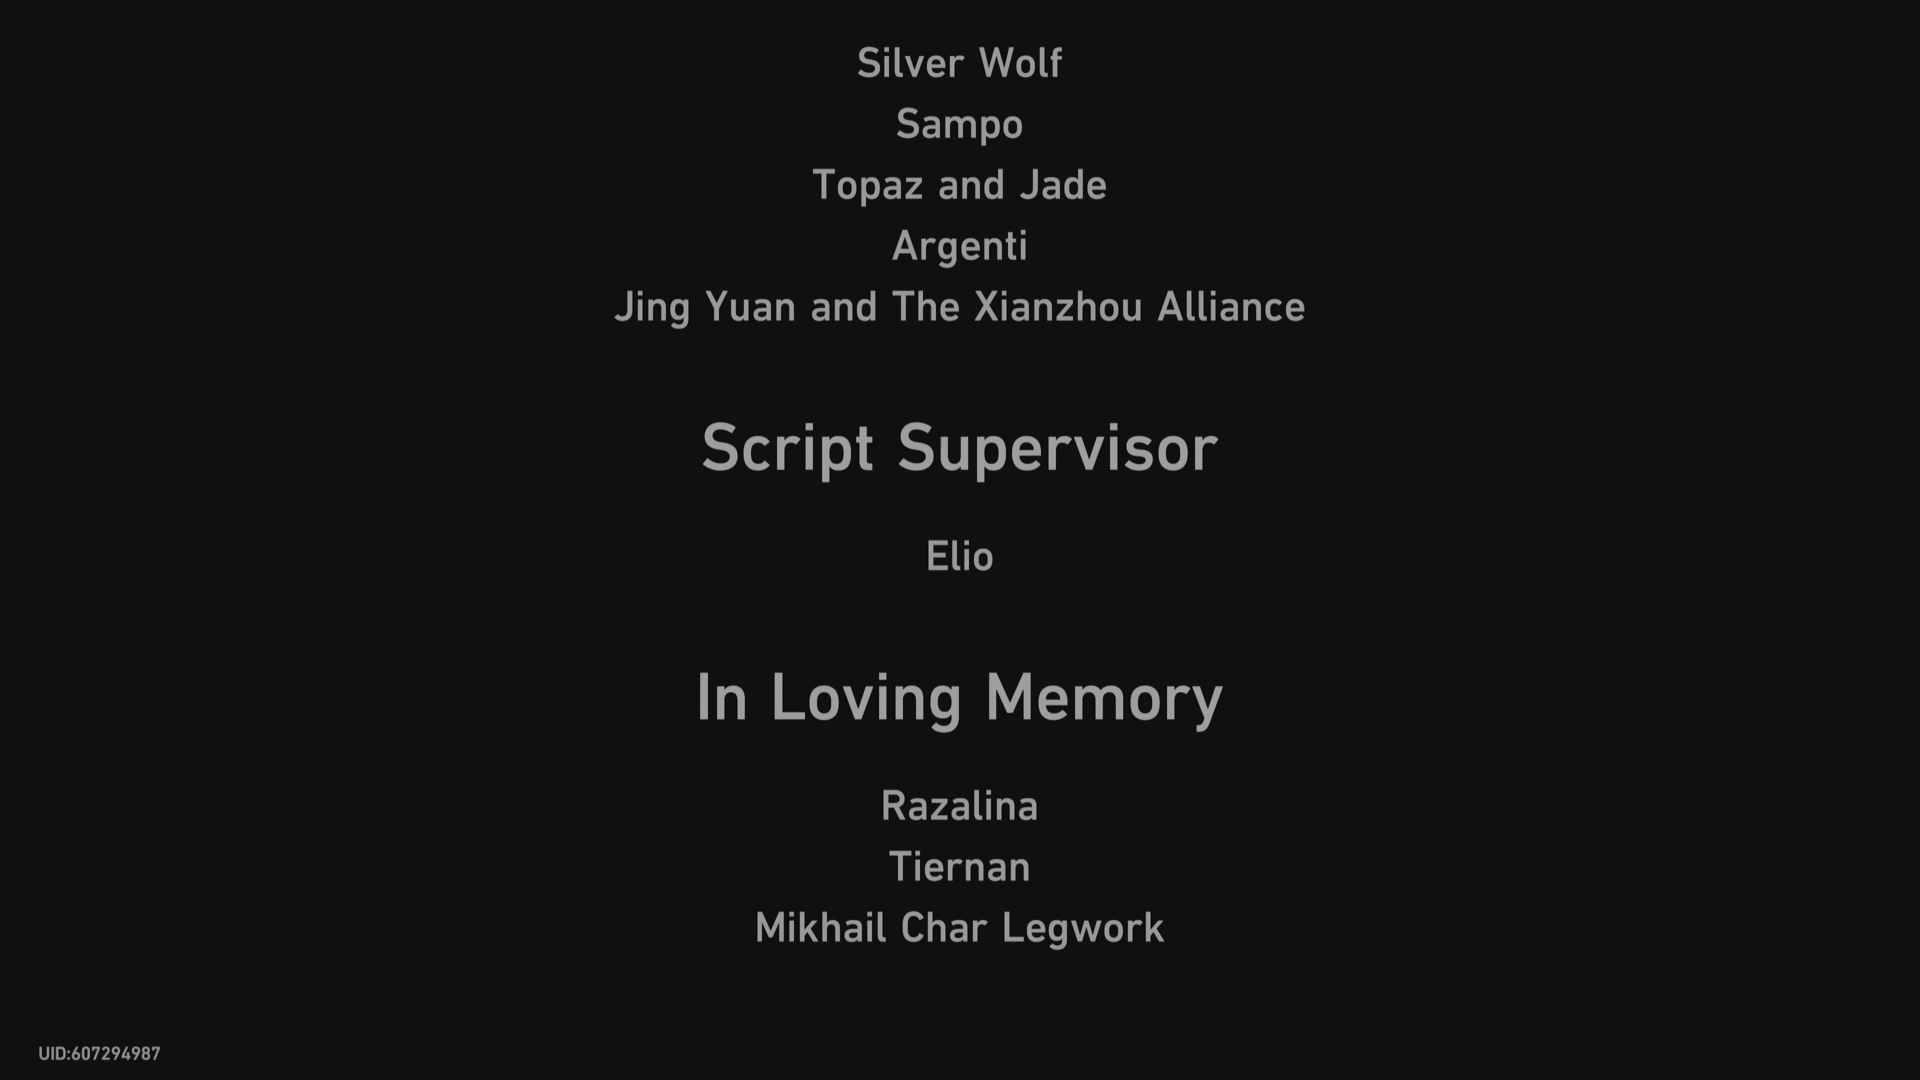 Silver Wolf
Sampo
Topaz and Jade
Argenti
Jing Yuan and The Xianzhou Alliance
Script Supervisor
Elio
In Loving Memory
Razalina
Tiernan
Mikhail Char Legwork
UID:607294987